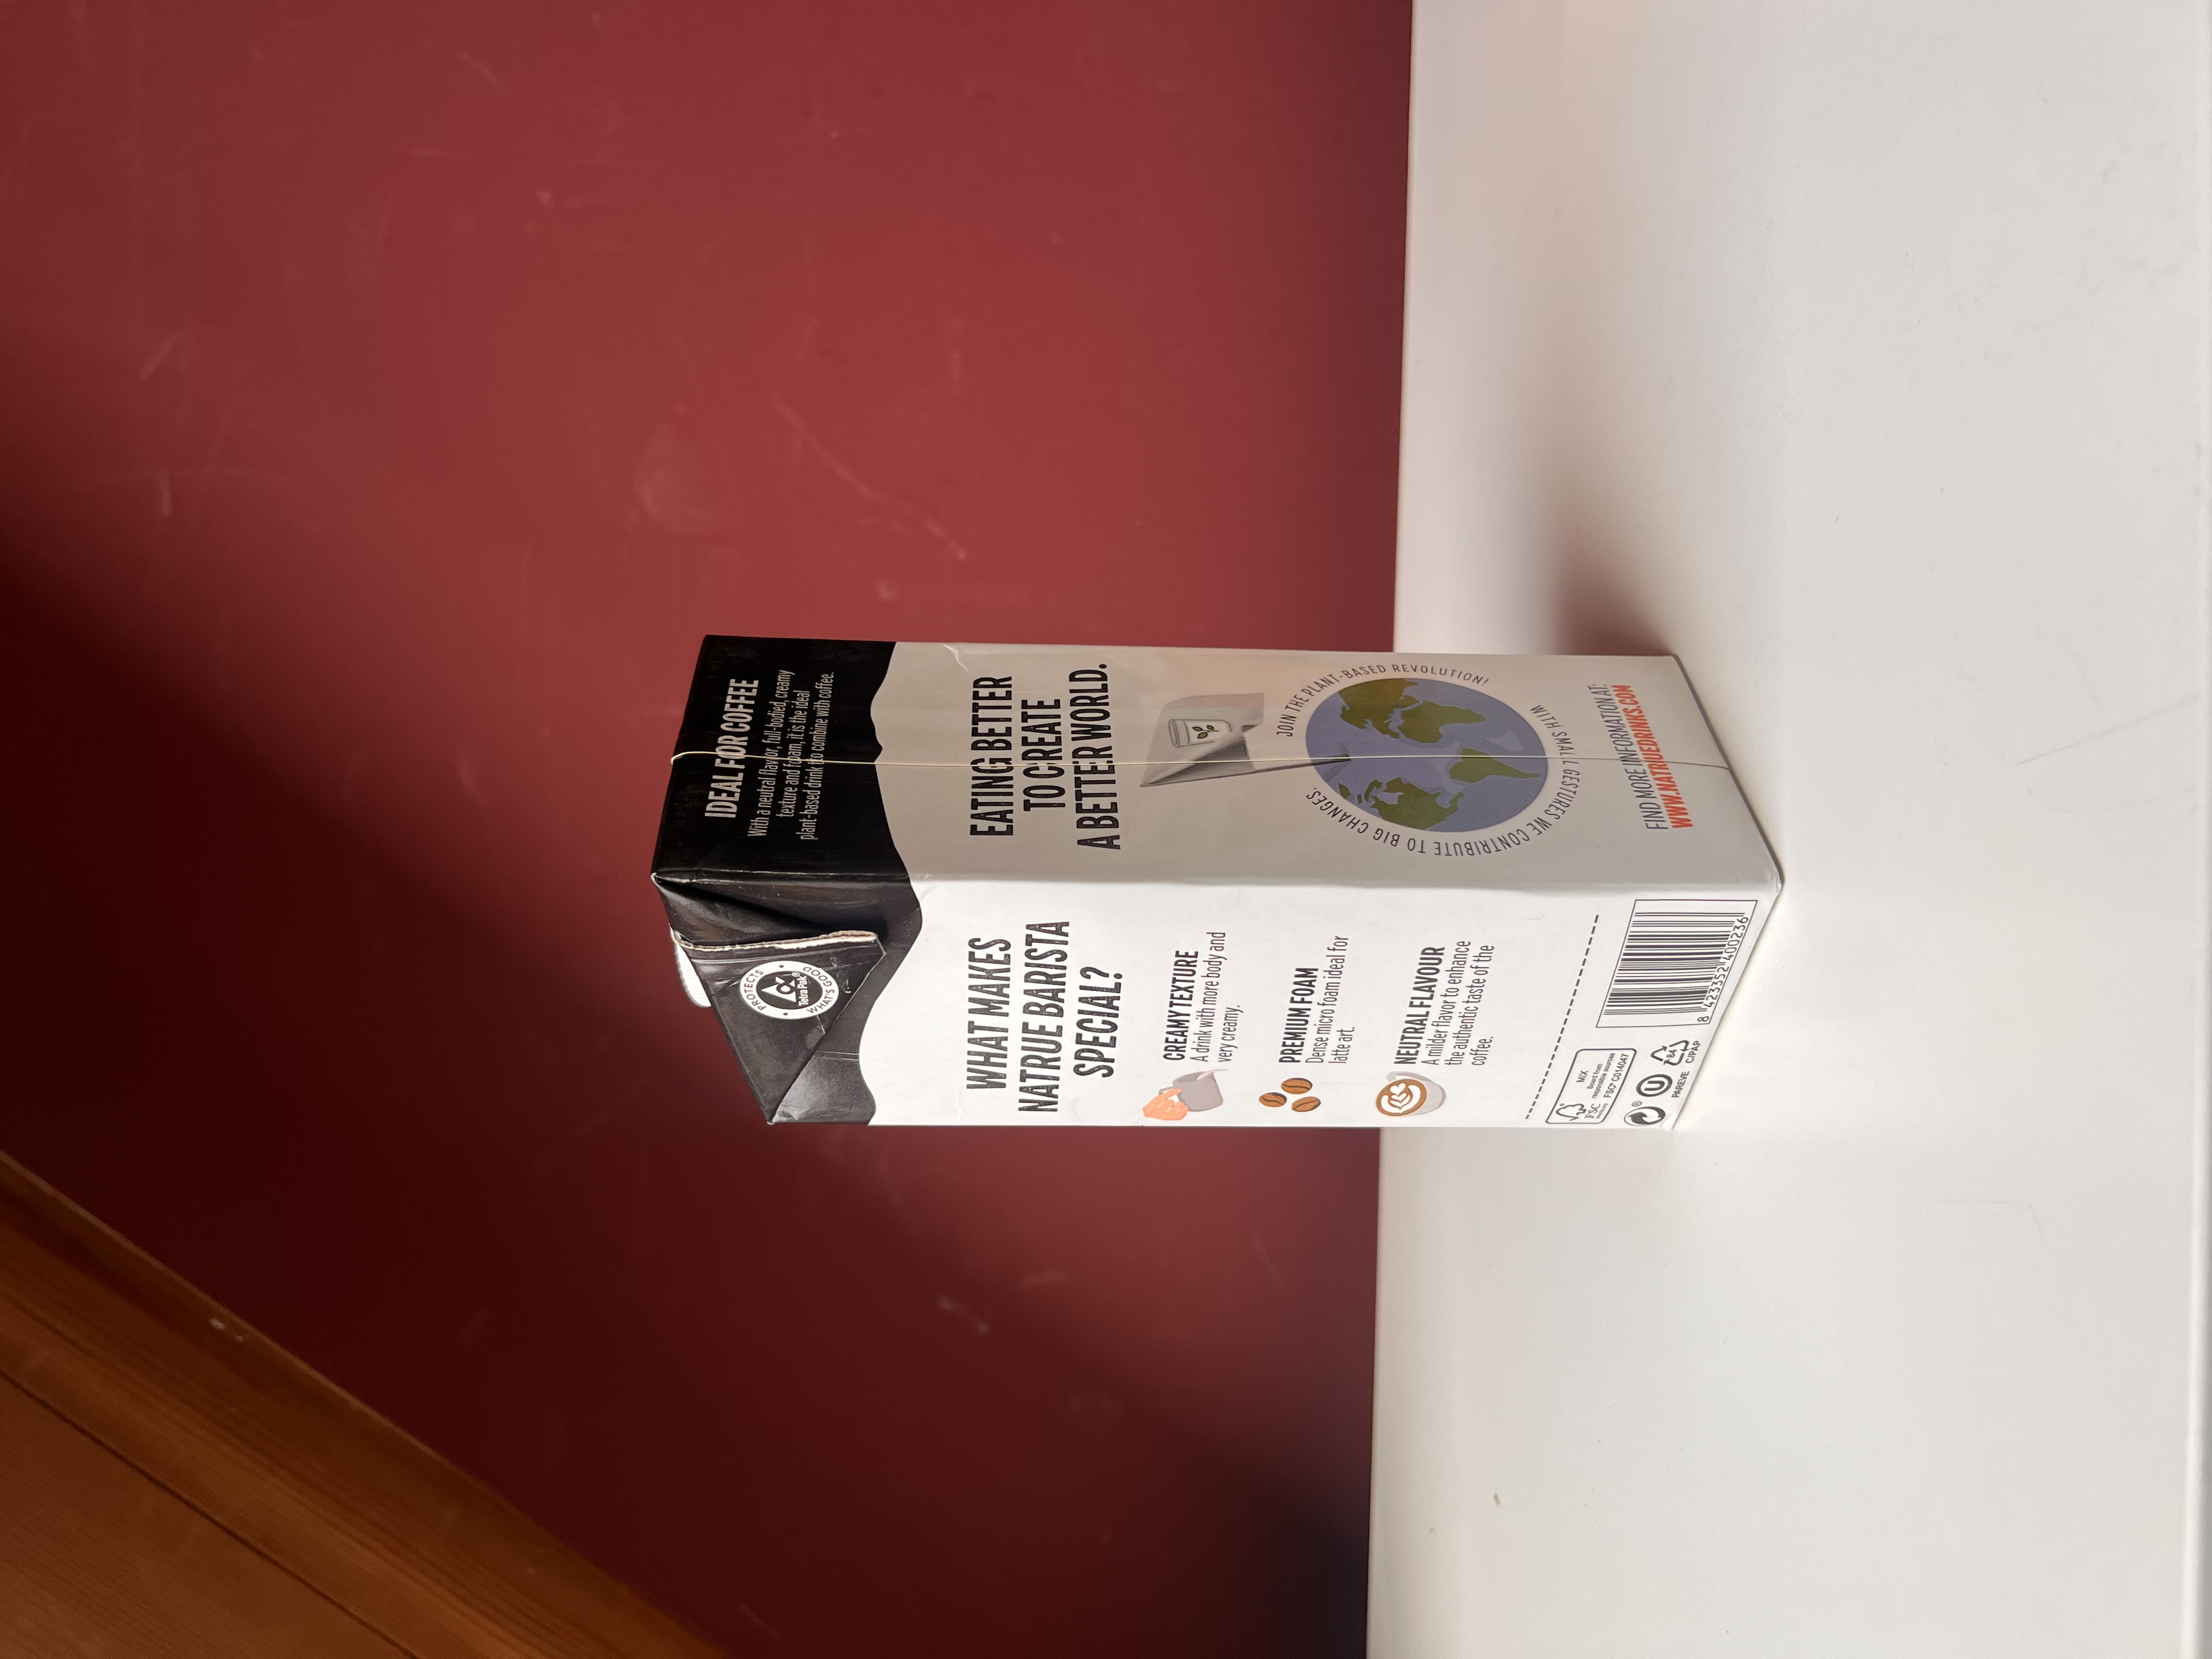 PROTECTS
Tetra Pak®
WHAT'S GOOD
WHAT MAKES
NATRUE BARISTA
SPECIAL?
CREAMY TEXTURE
A drink with more body and
very creamy.
PREMIUM FOAM
Dense micro foam ideal for
latte art.
NEUTRAL FLAVOUR
A milder flavor to enhance
the authentic taste of the
coffee.
FSC
MIX
Board from
responsible sources
FSC® C014047
®
U
PAREVE
84
C/PAP
8 423352 400236
IDEAL FOR COFFEE
With a neutral flavor, full-bodied, creamy
texture and foam, it is the ideal
plant-based drink to combine with coffee.
EATING BETTER
TO CREATE
A BETTER WORLD.
JOIN THE PLANT-BASED REVOLUTION!
WITH SMALL GESTURES WE CONTRIBUTE TO BIG CHANGES.
FIND MORE INFORMATION AT:
WWW.NATRUEDRINKS.COM